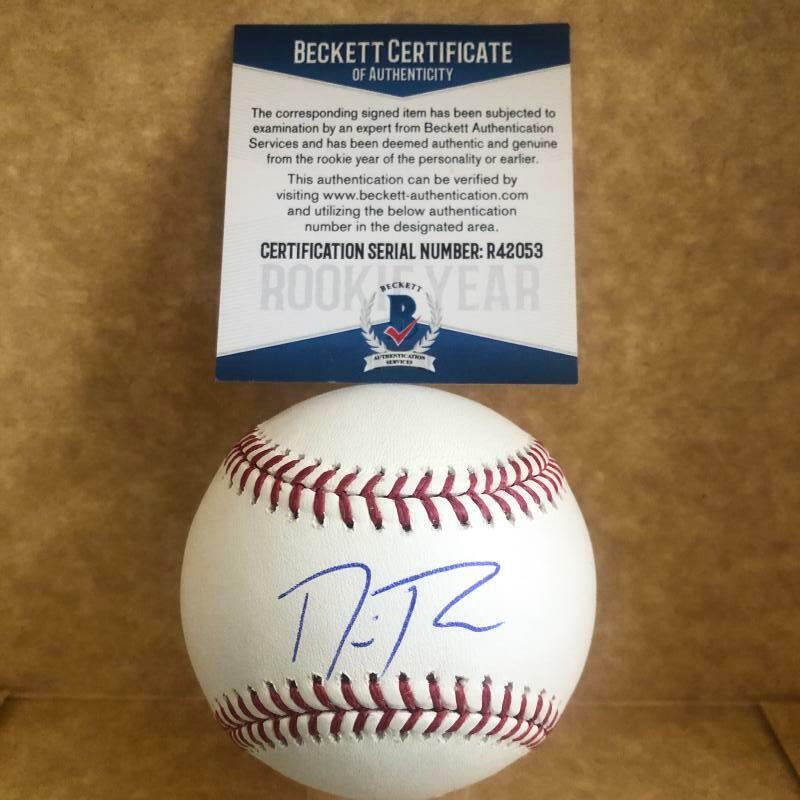 BECKETT CERTIFICATE
OF AUTHENTICITY
The corresponding signed item has been subjected to
examination by an expert from Beckett Authentication
Services and has been deemed authentic and genuine
from the rookie year of the personality or earlier.
This authentication can be verified by
visiting www.beckett-authentication.com
and utilizing the below authentication
number in the designated area.
CERTIFICATION SERIAL NUMBER: R42053
ROOKIE YEAR
BECKETT
B
AUTHENTICATION
SERVICES